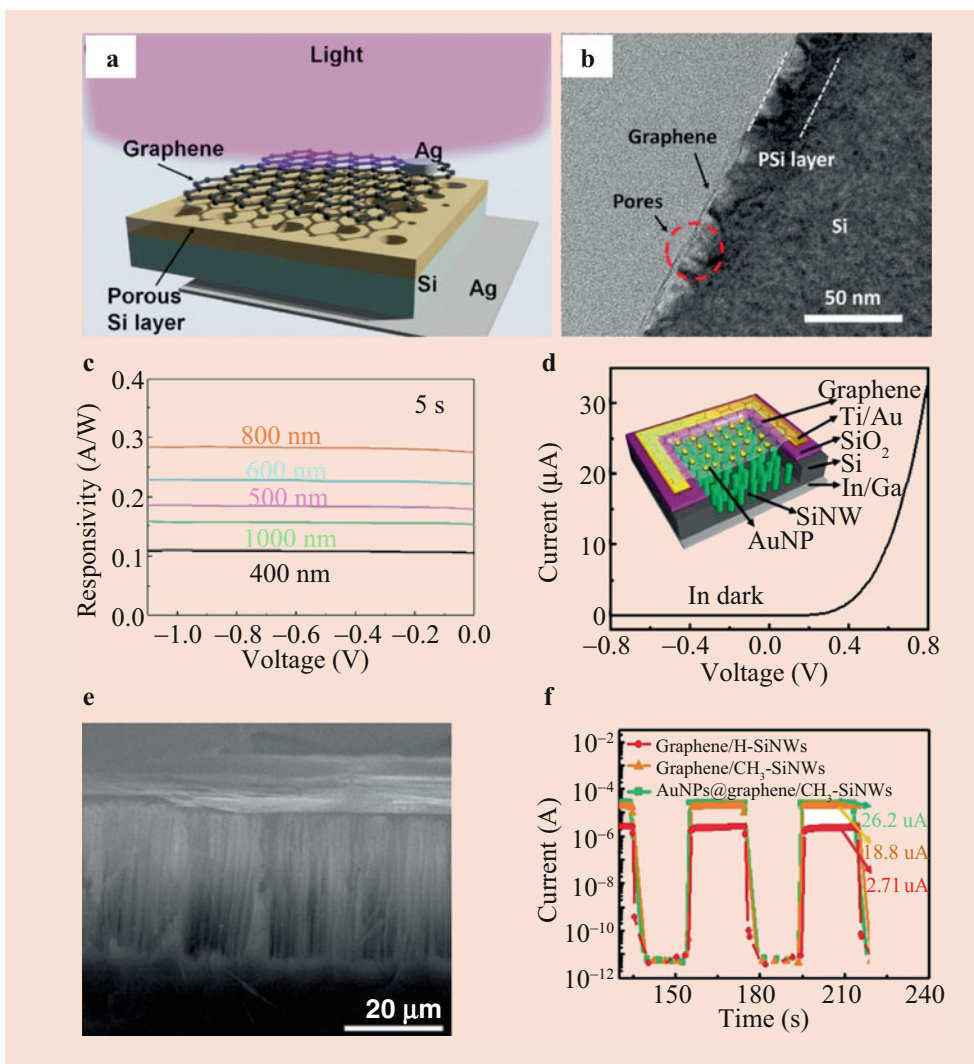 a
Light
Graphene
Ag
Porous
Si layer
Si
Ag
b
Graphene
PSi layer
Pores
Si
50 nm
c
Responsivity (A/W)
0.4
0.3
0.2
0.1
0.0
5 s
800 nm
600 nm
500 nm
1000 nm
400 nm
−1.0 −0.8 −0.6 −0.4 −0.2 0.0
Voltage (V)
d
Current (μA)
30
20
10
0
Graphene
Ti/Au
SiO2
Si
In/Ga
SiNW
AuNP
In dark
−0.8 −0.4 0.0 0.4 0.8
Voltage (V)
e
20 μm
f
Current (A)
10−2
10−4
10−6
10−8
10−10
10−12
Graphene/H-SiNWs
Graphene/CH3-SiNWs
AuNPs@graphene/CH3-SiNWs
26.2 uA
18.8 uA
2.71 uA
150 180 210 240
Time (s)